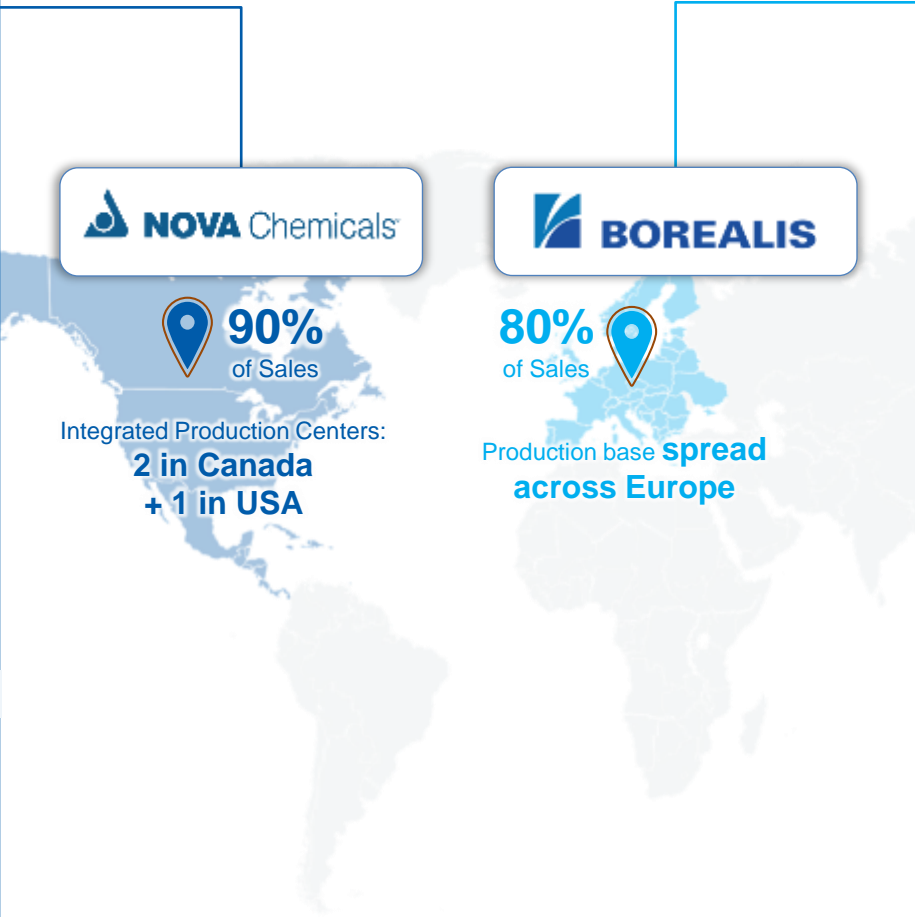 NOVA Chemicals
90%
of Sales
Integrated Production Centers:
2 in Canada
+ 1 in USA
BOREALIS
80%
of Sales
Production base spread
across Europe